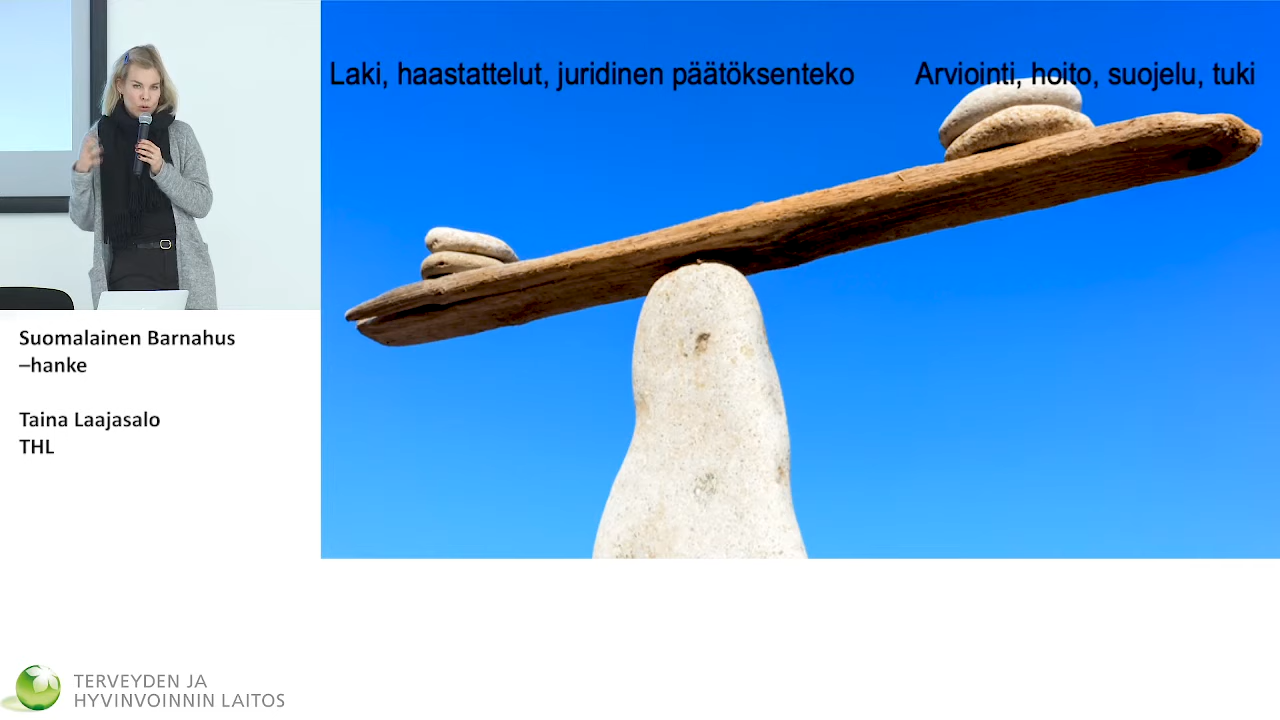 Laki, haastattelut, juridinen päätöksenteko
Arviointi, hoito, suojelu, tuki
Suomalainen Barnahus
–hanke
Taina Laajasalo
THL
TERVEYDEN JA
HYVINVOINNIN LAITOS